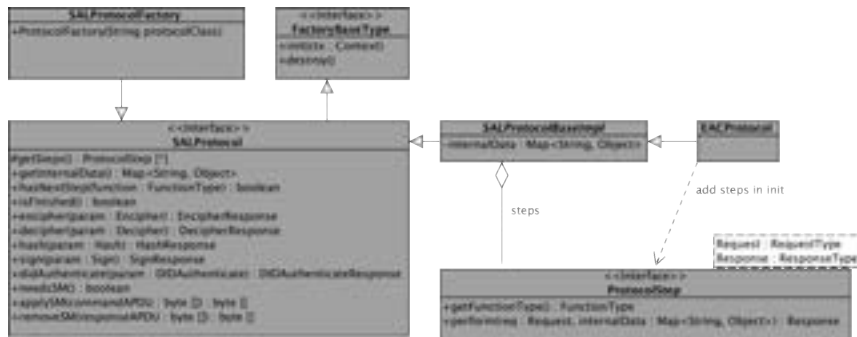 SALProtocolFactory
+ProtocolFactory(String protocolClass)
<<Interface>>
FactoryBaseType
+init(ctx : Context)
+destroy()
<<Interface>>
SALProtocol
#getSteps() : ProtocolStep [*]
+getInternalData() : Map<String, Object>
+hasNextStep(function : FunctionType) : boolean
+isFinished() : boolean
+encipher(param : Encipher) : EncipherResponse
+decipher(param : Decipher) : DecipherResponse
+hash(param : Hash) : HashResponse
+sign(param : Sign) : SignResponse
+didAuthenticate(param : DIDAuthenticate) : DIDAuthenticateResponse
+needsSM() : boolean
+applySM(commandAPDU : byte []) : byte []
+removeSM(responseAPDU : byte []) : byte []
SALProtocolBaseImpl
-internalData : Map<String, Object>
EACProtocol
steps
add steps in init
Request : RequestType
Response : ResponseType
<<Interface>>
ProtocolStep
+getFunctionType() : FunctionType
+perform(req : Request, internalData : Map<String, Object>) : Response